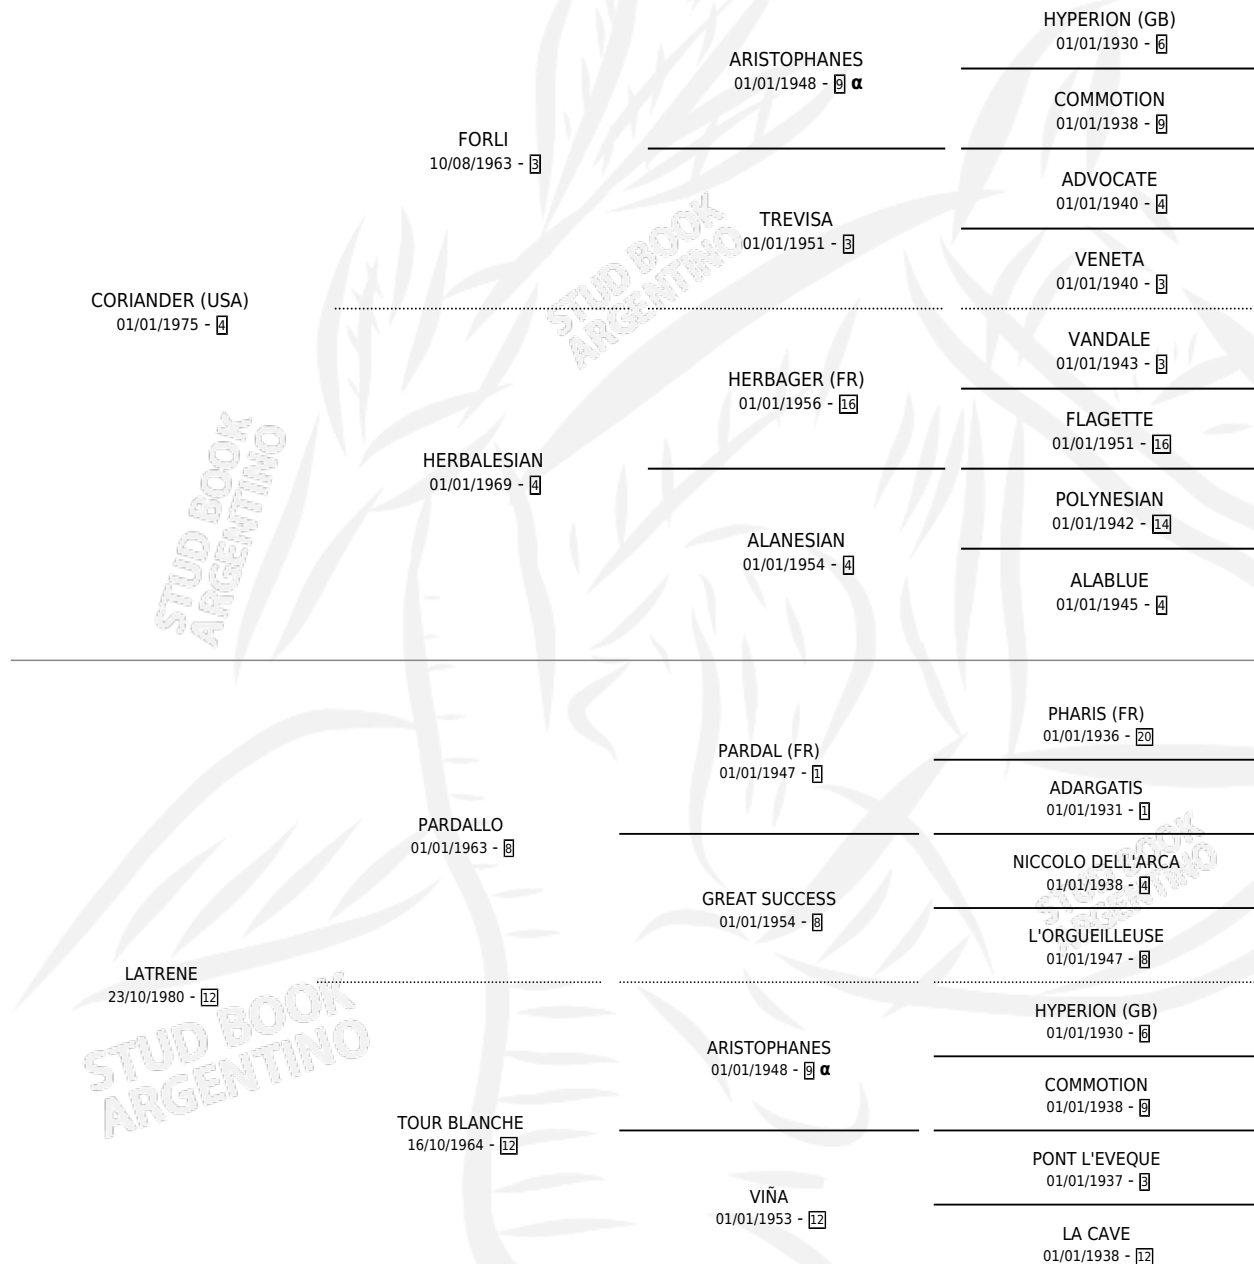 HYPERION (GB)
01/01/1930 - 6
ARISTOPHANES
01/01/1948 - 9 α
COMMOTION
01/01/1938 - 9
FORLI
10/08/1963 - 3
ADVOCATE
01/01/1940 - 4
TREVISA
01/01/1951 - 3
VENETA
01/01/1940 - 3
CORIANDER (USA)
01/01/1975 - 4
VANDALE
01/01/1943 - 3
HERBAGER (FR)
01/01/1956 - 16
FLAGETTE
01/01/1951 - 16
HERBALESIAN
01/01/1969 - 4
POLYNESIAN
01/01/1942 - 14
ALANESIAN
01/01/1954 - 4
ALABLUE
01/01/1945 - 4
PHARIS (FR)
01/01/1936 - 20
PARDAL (FR)
01/01/1947 - 1
ADARGATIS
01/01/1931 - 1
PARDALLO
01/01/1963 - 8
NICCOLO DELL'ARCA
01/01/1938 - 4
GREAT SUCCESS
01/01/1954 - 8
L'ORGUEILLEUSE
01/01/1947 - 8
LATRENE
23/10/1980 - 12
HYPERION (GB)
01/01/1930 - 6
ARISTOPHANES
01/01/1948 - 9 α
COMMOTION
01/01/1938 - 9
TOUR BLANCHE
16/10/1964 - 12
PONT L'EVEQUE
01/01/1937 - 3
VIÑA
01/01/1953 - 12
LA CAVE
01/01/1938 - 12
STUD BOOK
ARGENTINO
STUD BOOK
ARGENTINO
STUD BOOK
ARGENTINO
STUD BOOK
ARGENTINO